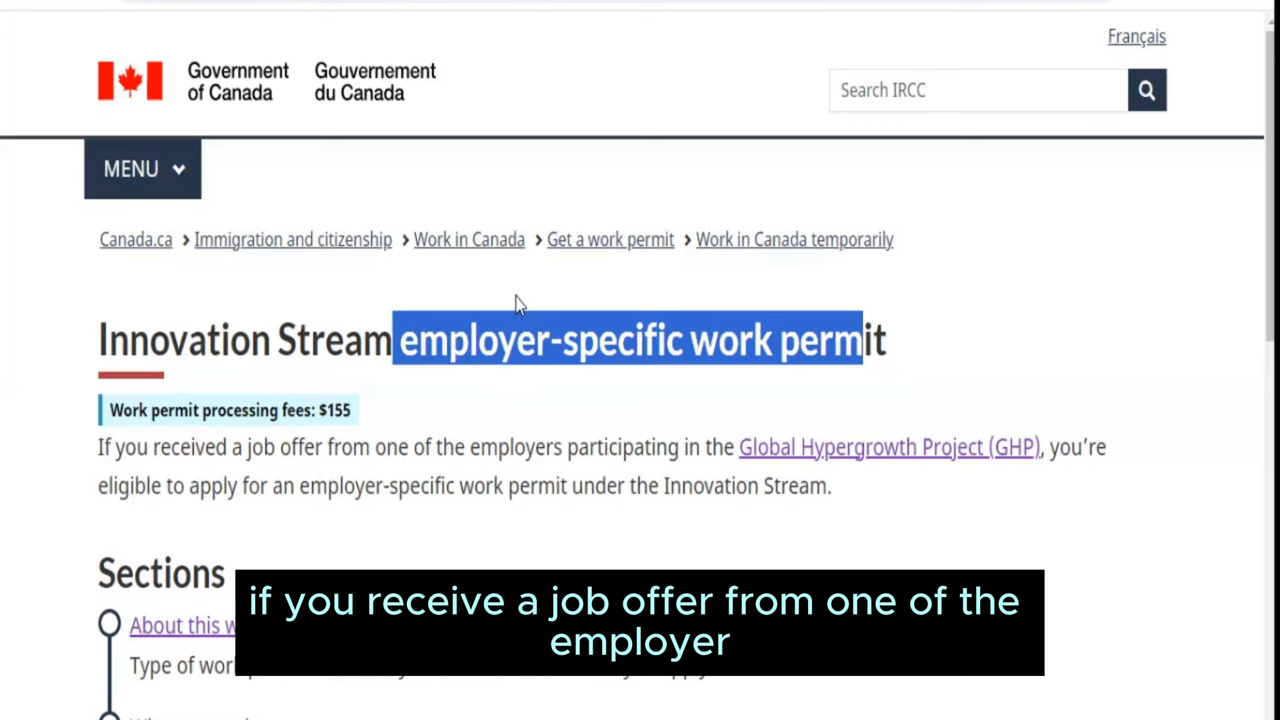 Français
Government of Canada
Gouvernement du Canada
Search IRCC
MENU
Canada.ca > Immigration and citizenship > Work in Canada > Get a work permit > Work in Canada temporarily
Innovation Stream employer-specific work permit
Work permit processing fees: $155
If you received a job offer from one of the employers participating in the Global Hypergrowth Project (GHP), you’re
eligible to apply for an employer-specific work permit under the Innovation Stream.
Sections
if you receive a job offer from one of the
employer
About this
Type of